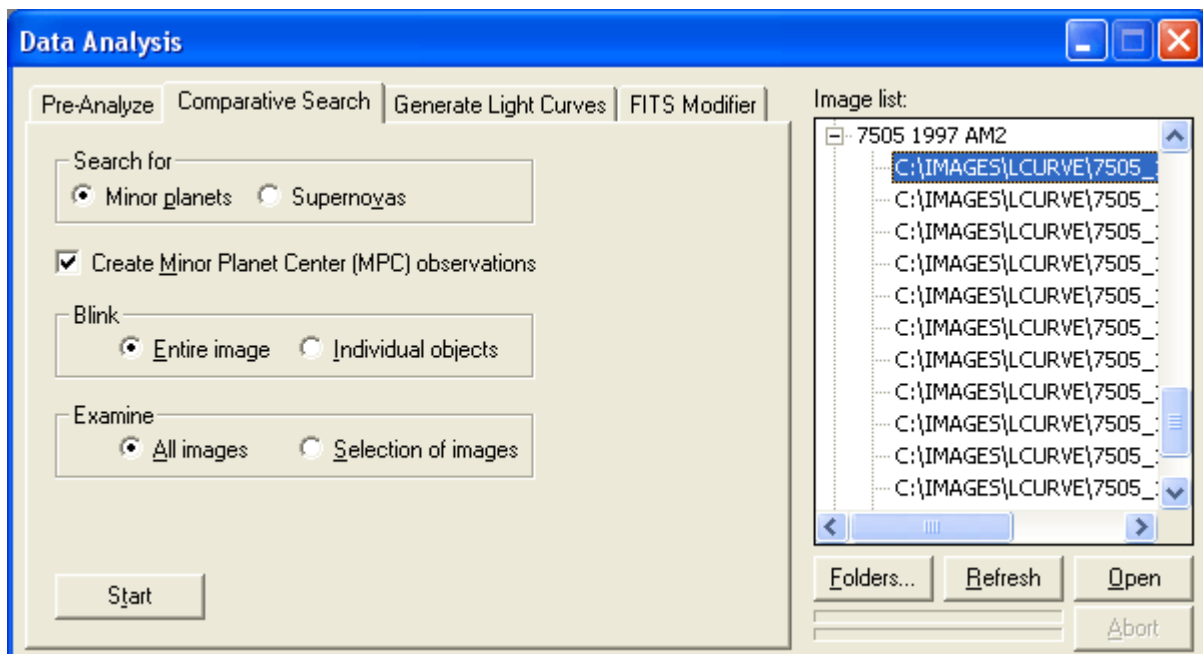 Data Analysis
Pre-Analyze Comparative Search Generate Light Curves FITS Modifier
Search for
Minor planets Supernovas
Create Minor Planet Center (MPC) observations
Blink
Entire image Individual objects
Examine
All images Selection of images
Start
Image list:
7505 1997 AM2
C:\IMAGES\LCURVE\7505_
C:\IMAGES\LCURVE\7505_
C:\IMAGES\LCURVE\7505_
C:\IMAGES\LCURVE\7505_
C:\IMAGES\LCURVE\7505_
C:\IMAGES\LCURVE\7505_
C:\IMAGES\LCURVE\7505_
C:\IMAGES\LCURVE\7505_
C:\IMAGES\LCURVE\7505_
C:\IMAGES\LCURVE\7505_
C:\IMAGES\LCURVE\7505_
Folders... Refresh Open
Abort